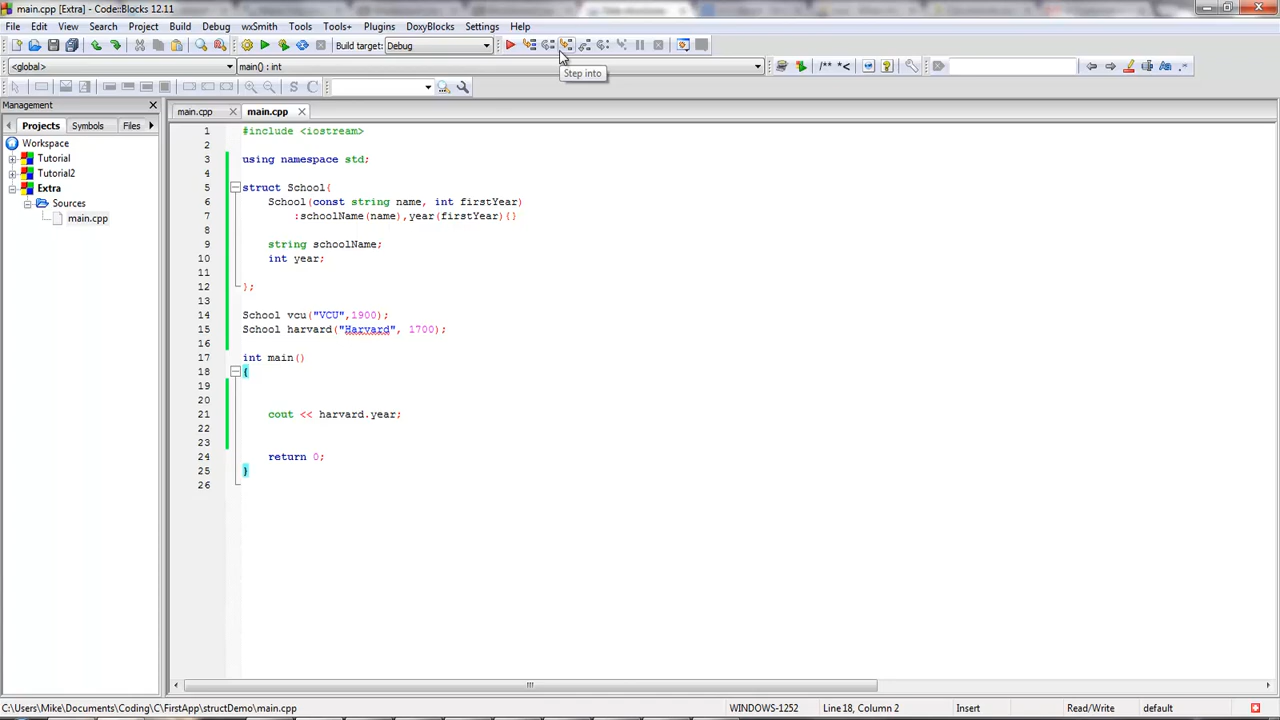 main.cpp [Extra] - Code::Blocks 12.11
File Edit View Search Project Build Debug wxSmith Tools Tools+ Plugins DoxyBlocks Settings Help
Build target: Debug
<global> main() : int /** *<
Step into
S C
Management
Projects Symbols Files
main.cpp main.cpp
Workspace
Tutorial
Tutorial2
Extra
Sources
main.cpp
1 #include <iostream>
2
3 using namespace std;
4
5 struct School{
6 School(const string name, int firstYear)
7 :schoolName(name),year(firstYear){}
8
9 string schoolName;
10 int year;
11
12 };
13
14 School vcu("VCU",1900);
15 School harvard("Harvard", 1700);
16
17 int main()
18 {
19
20
21 cout << harvard.year;
22
23
24 return 0;
25 }
26
C:\Users\Mike\Documents\Coding\C\FirstApp\structDemo\main.cpp WINDOWS-1252 Line 18, Column 2 Insert Read/Write default